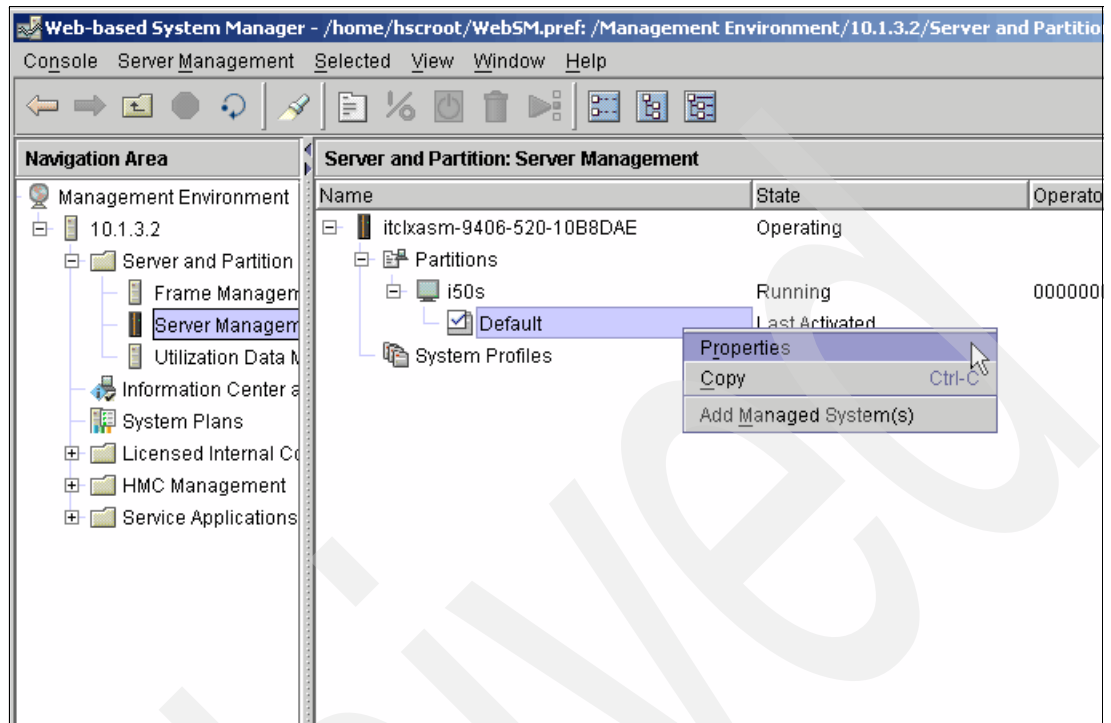 Web-based System Manager - /home/hscroot/WebSM.pref: /Management Environment/10.1.3.2/Server and Partitio
Console Server Management Selected View Window Help
Navigation Area
Server and Partition: Server Management
Management Environment
10.1.3.2
Server and Partition
Frame Managem
Server Managem
Utilization Data M
Information Center a
System Plans
Licensed Internal Co
HMC Management
Service Applications
Name State Operato
itclxasm-9406-520-10B8DAE Operating
Partitions
i50s Running 000000
Default Last Activated
System Profiles
Properties
Copy Ctrl-C
Add Managed System(s)